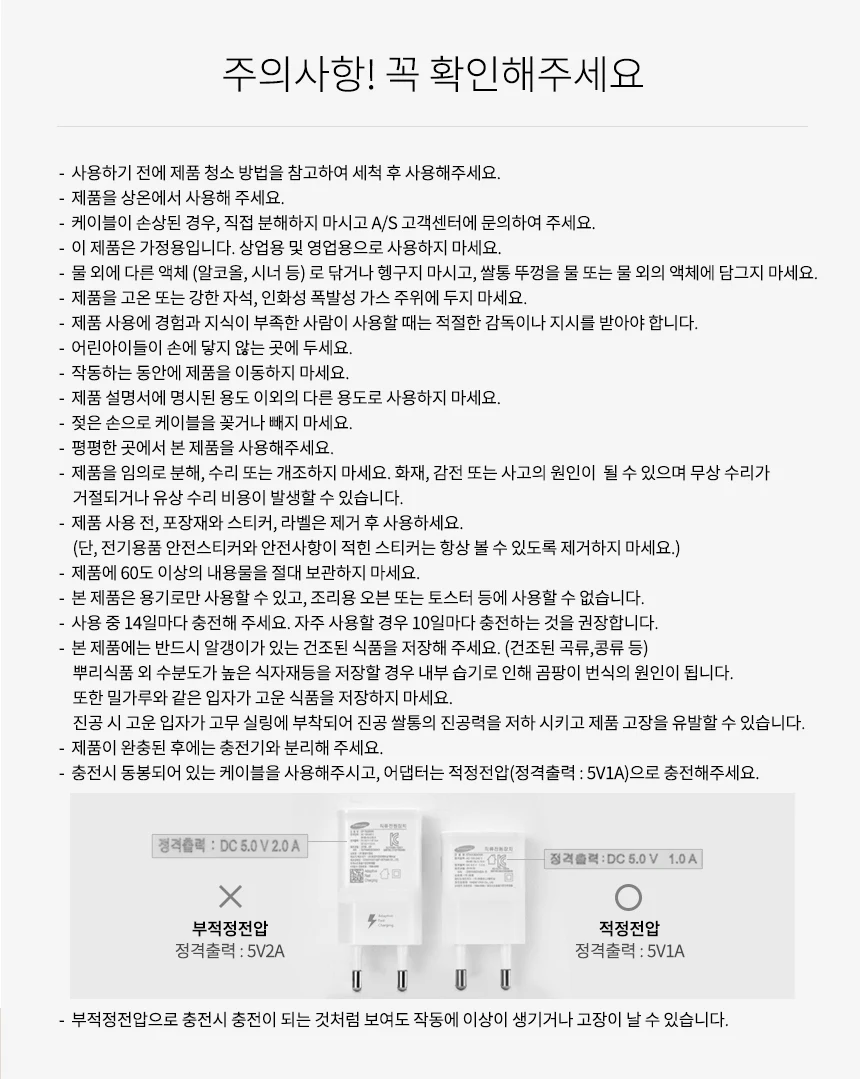 주의사항! 꼭 확인해주세요
- 사용하기 전에 제품 청소 방법을 참고하여 세척 후 사용해주세요.
- 제품을 상온에서 사용해 주세요.
- 케이블이 손상된 경우, 직접 분해하지 마시고 A/S 고객센터에 문의하여 주세요.
- 이 제품은 가정용입니다. 상업용 및 영업용으로 사용하지 마세요.
- 물 외에 다른 액체 (알코올, 시너 등) 로 닦거나 헹구지 마시고, 쌀통 뚜껑을 물 또는 물 외의 액체에 담그지 마세요.
- 제품을 고온 또는 강한 자석, 인화성 폭발성 가스 주위에 두지 마세요.
- 제품 사용에 경험과 지식이 부족한 사람이 사용할 때는 적절한 감독이나 지시를 받아야 합니다.
- 어린아이들이 손에 닿지 않는 곳에 두세요.
- 작동하는 동안에 제품을 이동하지 마세요.
- 제품 설명서에 명시된 용도 이외의 다른 용도로 사용하지 마세요.
- 젖은 손으로 케이블을 꽂거나 빼지 마세요.
- 평평한 곳에서 본 제품을 사용해주세요.
- 제품을 임의로 분해, 수리 또는 개조하지 마세요. 화재, 감전 또는 사고의 원인이 될 수 있으며 무상 수리가
거절되거나 유상 수리 비용이 발생할 수 있습니다.
- 제품 사용 전, 포장재와 스티커, 라벨은 제거 후 사용하세요.
(단, 전기용품 안전스티커와 안전사항이 적힌 스티커는 항상 볼 수 있도록 제거하지 마세요.)
- 제품에 60도 이상의 내용물을 절대 보관하지 마세요.
- 본 제품은 용기로만 사용할 수 있고, 조리용 오븐 또는 토스터 등에 사용할 수 없습니다.
- 사용 중 14일마다 충전해 주세요. 자주 사용할 경우 10일마다 충전하는 것을 권장합니다.
- 본 제품에는 반드시 알갱이가 있는 건조된 식품을 저장해 주세요. (건조된 곡류,콩류 등)
뿌리식품 외 수분도가 높은 식자재등을 저장할 경우 내부 습기로 인해 곰팡이 번식의 원인이 됩니다.
또한 밀가루와 같은 입자가 고운 식품을 저장하지 마세요.
진공 시 고운 입자가 고무 실링에 부착되어 진공 쌀통의 진공력을 저하 시키고 제품 고장을 유발할 수 있습니다.
- 제품이 완충된 후에는 충전기와 분리해 주세요.
- 충전시 동봉되어 있는 케이블을 사용해주시고, 어댑터는 적정전압(정격출력 : 5V1A)으로 충전해주세요.
정격출력 : DC 5.0 V 2.0 A
정격출력 : DC 5.0 V 1.0 A
부적정전압
정격출력 : 5V2A
적정전압
정격출력 : 5V1A
SAMSUNG
직류전원장치
Adaptive
Fast
Charging
Adaptive
Fast
Charging
SAMSUNG
직류전원장치
- 부적정전압으로 충전시 충전이 되는 것처럼 보여도 작동에 이상이 생기거나 고장이 날 수 있습니다.